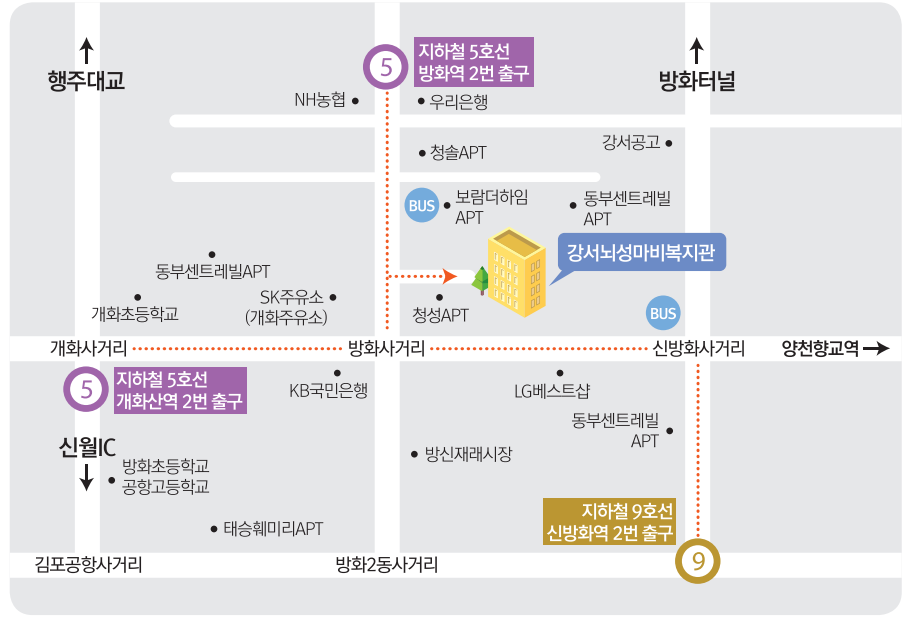 5
지하철 5호선
방화역 2번 출구
행주대교
방화터널
NH농협
우리은행
강서공고
청솔APT
BUS
보람더하임
APT
동부센트레빌
APT
강서뇌성마비복지관
동부센트레빌APT
개화초등학교
SK주유소
(개화주유소)
청성APT
BUS
개화사거리
방화사거리
신방화사거리
양천향교역
5
지하철 5호선
개화산역 2번 출구
KB국민은행
LG베스트샵
동부센트레빌
APT
신월IC
방화초등학교
공항고등학교
방신재래시장
태승훼미리APT
지하철 9호선
신방화역 2번 출구
9
김포공항사거리
방화2동사거리